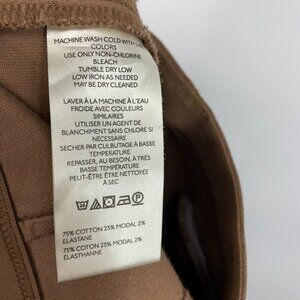 MACHINE WASH COLD WITH LIKE
COLORS
USE ONLY NON-CHLORINE
BLEACH
TUMBLE DRY LOW
LOW IRON AS NEEDED
MAY BE DRY CLEANED
LAVER À LA MACHINE À L'EAU
FROIDE AVEC COULEURS
SIMILAIRES
UTILISER UN AGENT DE
BLANCHIMENT SANS CHLORE SI
NÉCESSAIRE
SECHER PAR CULBUTAGE À BASSE
TEMPERATURE
REPASSER, AU BESOIN, À TRÈS
BASSE TEMPÉRATURE
PEUT-ÊTRE ÊTRE NETTOYÉE
À SEC
75% COTTON 23% MODAL 2%
ELASTANE
75% COTON 23% MODAL 2%
ÉLASTHANNE